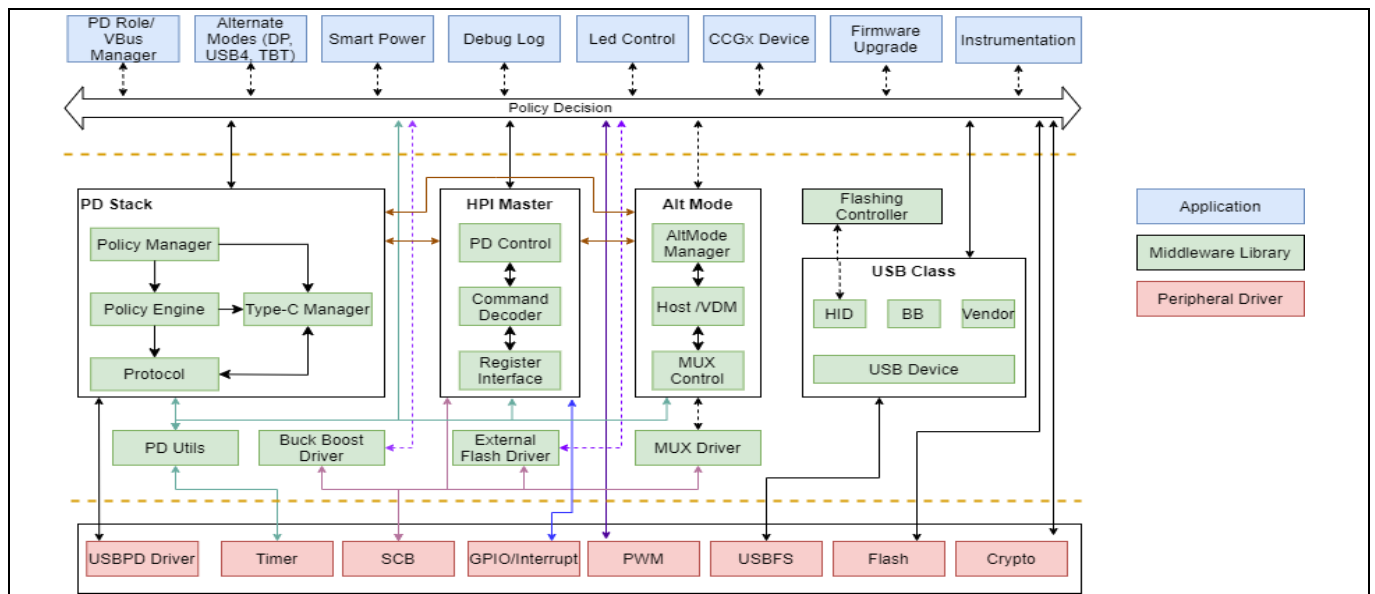 PD Role/
VBus
Manager
Alternate
Modes (DP,
USB4, TBT)
Smart Power
Debug Log
Led Control
CCGx Device
Firmware
Upgrade
Instrumentation
Policy Decision
PD Stack
Policy Manager
Policy Engine
Type-C Manager
Protocol
HPI Master
PD Control
Command
Decoder
Register
Interface
Alt Mode
AltMode
Manager
Host /VDM
MUX
Control
Flashing
Controller
USB Class
HID
BB
Vendor
USB Device
Application
Middleware Library
Peripheral Driver
PD Utils
Buck Boost
Driver
External
Flash Driver
MUX Driver
USBPD Driver
Timer
SCB
GPIO/Interrupt
PWM
USBFS
Flash
Crypto